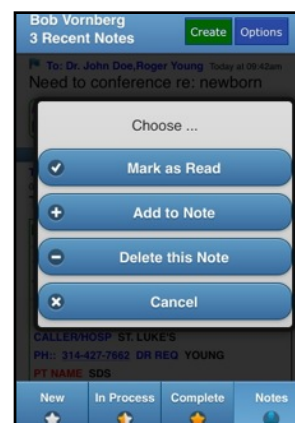 Bob Vornberg
3 Recent Notes
Create
Options
To: Dr. John Doe,Roger Young Today at 09:42am
Need to conference re: newborn
Choose ...
Mark as Read
Add to Note
Delete this Note
Cancel
CALLER/HOSP ST. LUKE'S
PH:: 314-427-7662 DR REQ YOUNG
PT NAME SDS
New
In Process
Complete
Notes